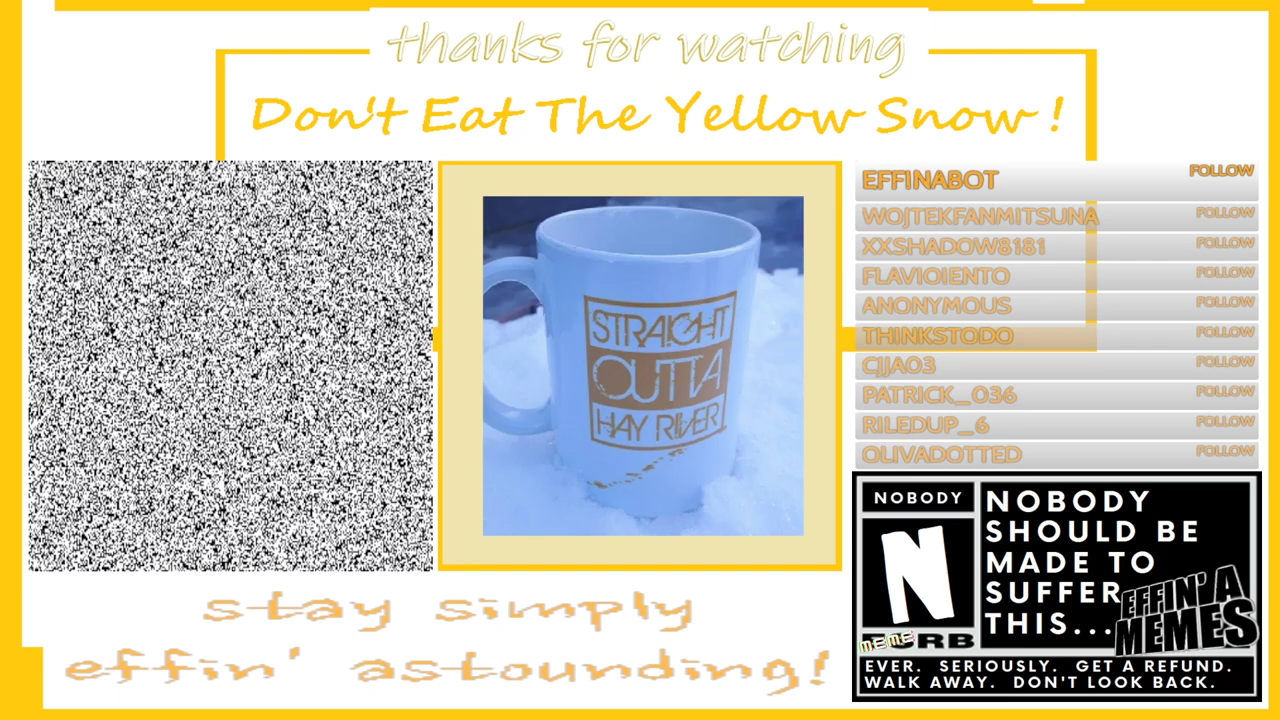 thanks for watching
Don't Eat The Yellow Snow !
STRAIGHT
OUTTA
HAY RIVER
EFFINABOT FOLLOW
WOJTEKFANMITSUNA FOLLOW
XXSHADOW8181 FOLLOW
FLAVIOIENTO FOLLOW
ANONYMOUS FOLLOW
THINKSTODO FOLLOW
CJJA03 FOLLOW
PATRICK_036 FOLLOW
RILEDUP_6 FOLLOW
OLIVADOTTED FOLLOW
NOBODY
N
MEME
NOBODY
SHOULD BE
MADE TO
SUFFER
THIS...
EFFIN' A
MEMES
EVER. SERIOUSLY. GET A REFUND.
WALK AWAY. DON'T LOOK BACK.
stay simply
effin' astounding!